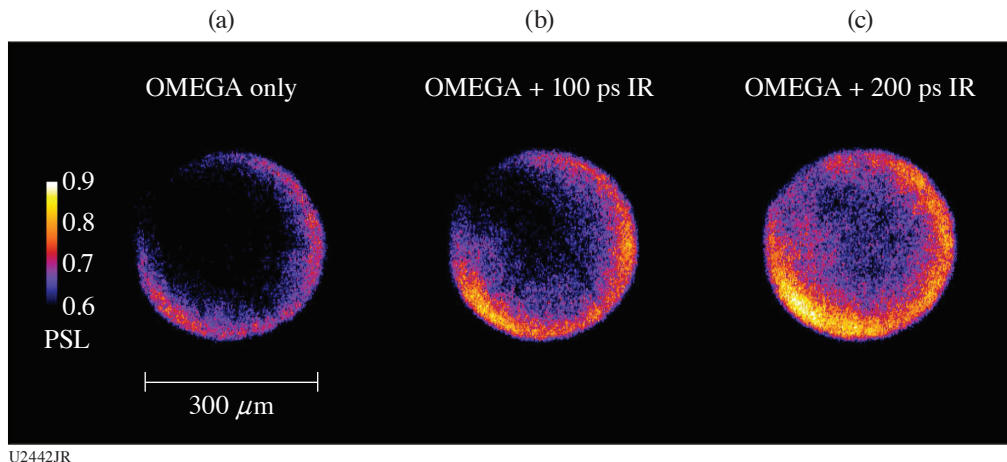 (a)
(b)
(c)
OMEGA only
OMEGA + 100 ps IR
OMEGA + 200 ps IR
0.9
0.8
0.7
0.6
PSL
300 μm
U2442JR